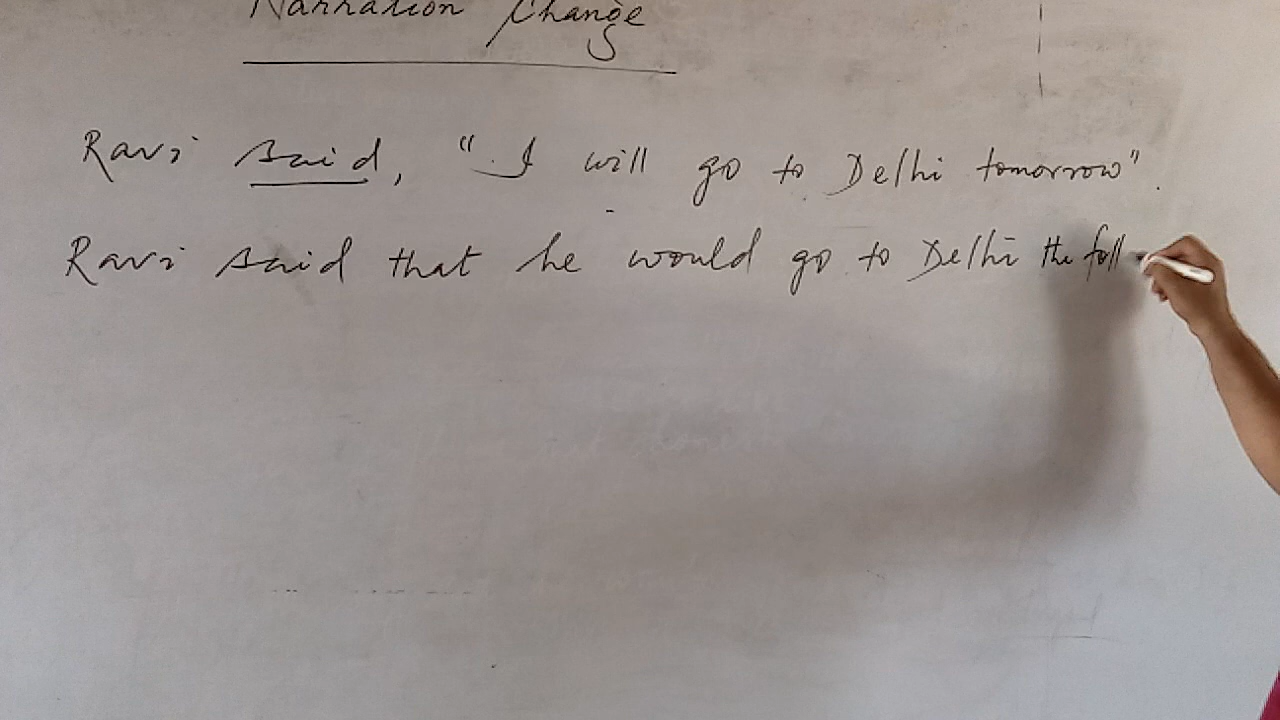 Narration Change
Ravi said, "I will go to Delhi tomorrow".
Ravi said that he would go to Delhi the foll